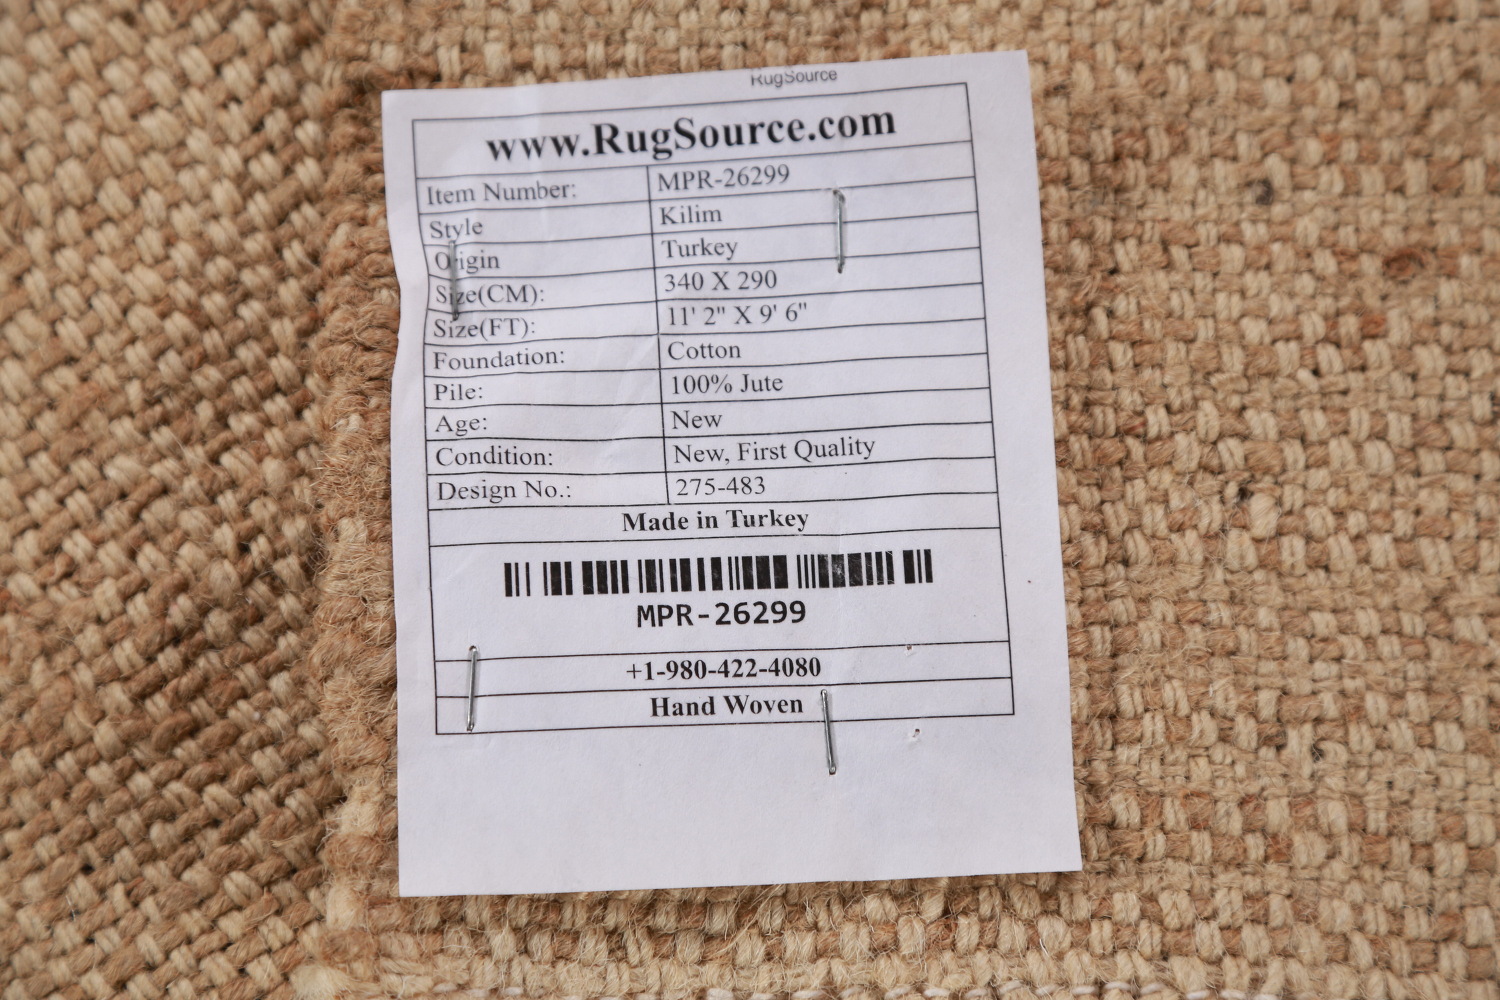 RugSource
www.RugSource.com
Item Number: MPR-26299
Style Kilim
Origin Turkey
Size(CM): 340 X 290
Size(FT): 11' 2" X 9' 6"
Foundation: Cotton
Pile: 100% Jute
Age: New
Condition: New, First Quality
Design No.: 275-483
Made in Turkey
MPR-26299
+1-980-422-4080
Hand Woven